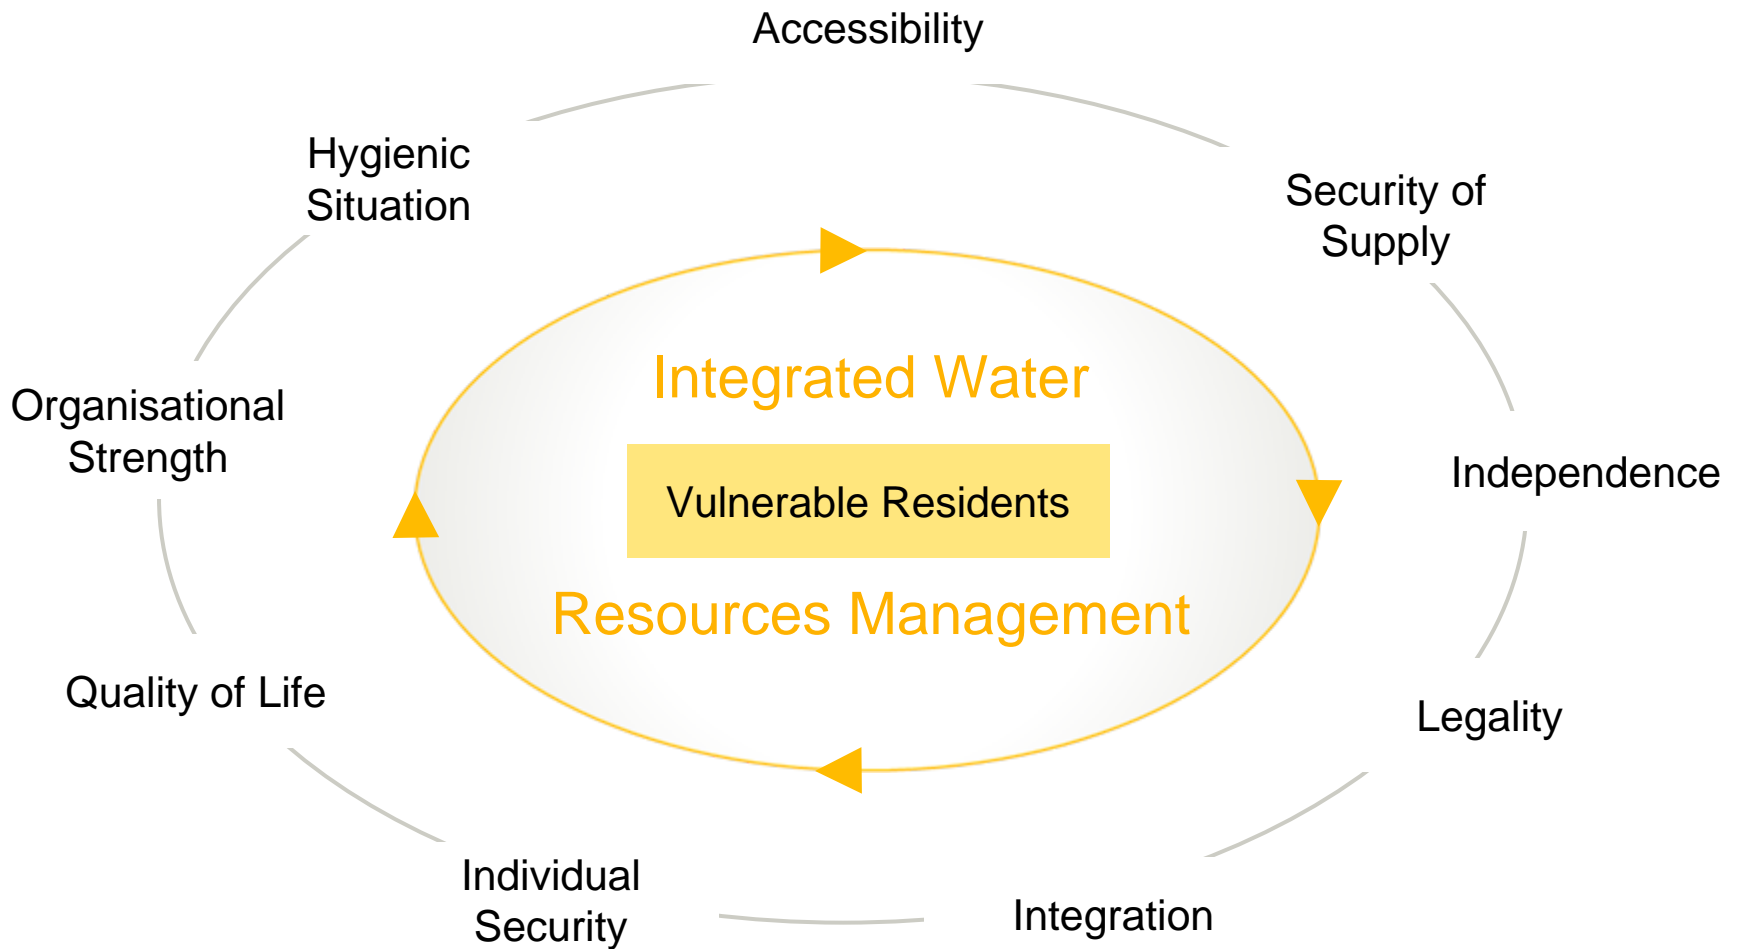 Accessibility
Hygienic
Situation
Security of
Supply
Integrated Water
Organisational
Strength
Independence
Vulnerable Residents
Resources Management
Quality of Life
Legality
Individual
Security
Integration